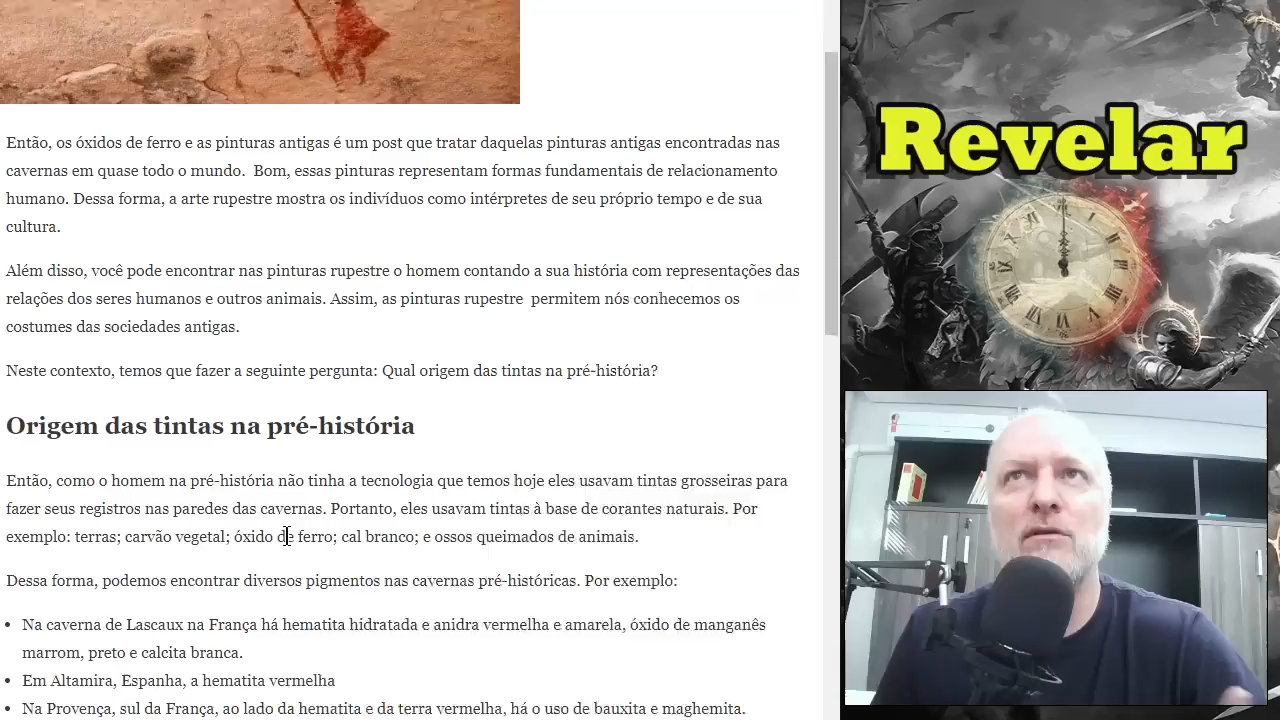 Então, os óxidos de ferro e as pinturas antigas é um post que tratar daquelas pinturas antigas encontradas nas
cavernas em quase todo o mundo.  Bom, essas pinturas representam formas fundamentais de relacionamento
humano. Dessa forma, a arte rupestre mostra os indivíduos como intérpretes de seu próprio tempo e de sua
cultura.
Além disso, você pode encontrar nas pinturas rupestre o homem contando a sua história com representações das
relações dos seres humanos e outros animais. Assim, as pinturas rupestre  permitem nós conhecemos os
costumes das sociedades antigas.
Neste contexto, temos que fazer a seguinte pergunta: Qual origem das tintas na pré-história?
Origem das tintas na pré-históría
Então, como o homem na pré-história não tinha a tecnologia que temos hoje eles usavam tintas grosseiras para
fazer seus registros nas paredes das cavernas. Portanto, eles usavam tintas à base de corantes naturais. Por
exemplo: terras; carvão vegetal; óxido de ferro; cal branco; e ossos queimados de animais.
Dessa forma, podemos encontrar diversos pigmentos nas cavernas pré-históricas. Por exemplo:
• Na caverna de Lascaux na França há hematita hidratada e anidra vermelha e amarela, óxido de manganês
marrom, preto e calcita branca.
• Em Altamira, Espanha, a hematita vermelha
• Na Provença, sul da França, ao lado da hematita e da terra vermelha, há o uso de bauxita e maghemita.
Revelar
XII
I
II
III
IIII
V
VI
VII
VIII
IX
X
XI